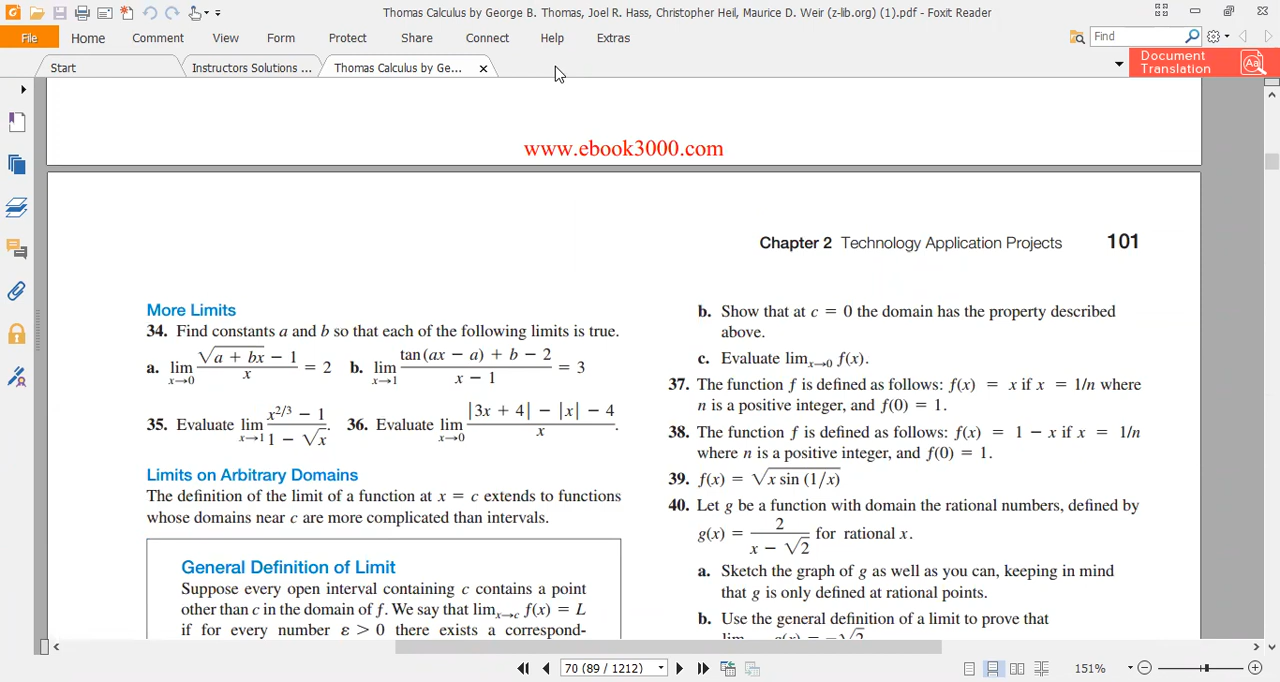 Thomas Calculus by George B. Thomas, Joel R. Hass, Christopher Heil, Maurice D. Weir (z-lib.org) (1).pdf - Foxit Reader
File Home Comment View Form Protect Share Connect Help Extras Find
Start Instructors Solutions ... Thomas Calculus by Ge... Document Translation
www.ebook3000.com
Chapter 2 Technology Application Projects 101
More Limits
34. Find constants a and b so that each of the following limits is true.
a. lim x→0 (√(a + bx) − 1)/x = 2 b. lim x→1 (tan (ax − a) + b − 2)/(x − 1) = 3
35. Evaluate lim x→1 (x^(2/3) − 1)/(1 − √x). 36. Evaluate lim x→0 (|3x + 4| − |x| − 4)/x.
Limits on Arbitrary Domains
The definition of the limit of a function at x = c extends to functions
whose domains near c are more complicated than intervals.
General Definition of Limit
Suppose every open interval containing c contains a point
other than c in the domain of f. We say that lim x→c f(x) = L
if for every number ε > 0 there exists a correspond-
b. Show that at c = 0 the domain has the property described
above.
c. Evaluate lim x→0 f(x).
37. The function f is defined as follows: f(x) = x if x = 1/n where
n is a positive integer, and f(0) = 1.
38. The function f is defined as follows: f(x) = 1 − x if x = 1/n
where n is a positive integer, and f(0) = 1.
39. f(x) = √(x sin (1/x))
40. Let g be a function with domain the rational numbers, defined by
g(x) = 2/(x − √2) for rational x.
a. Sketch the graph of g as well as you can, keeping in mind
that g is only defined at rational points.
b. Use the general definition of a limit to prove that
70 (89 / 1212) 151%